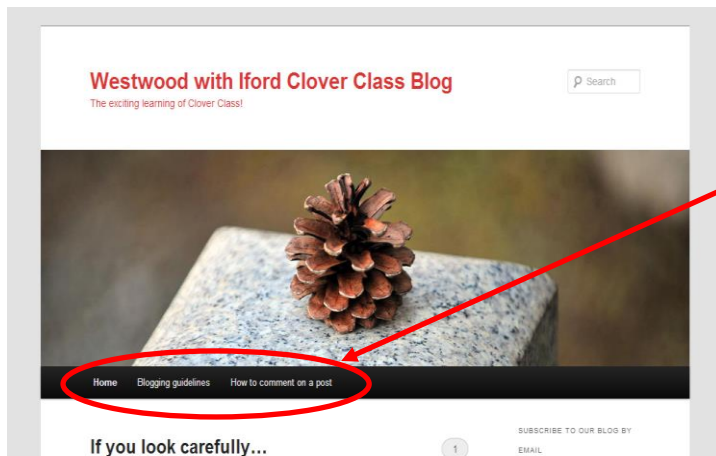 Westwood with Iford Clover Class Blog
The exciting learning of Clover Class!
Search
Home Blogging guidelines How to comment on a post
If you look carefully…
1
SUBSCRIBE TO OUR BLOG BY
EMAIL